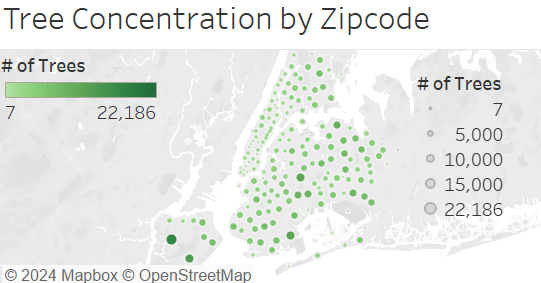 Tree Concentration by Zipcode
# of Trees
7 22,186
# of Trees
7
5,000
10,000
15,000
22,186
© 2024 Mapbox © OpenStreetMap